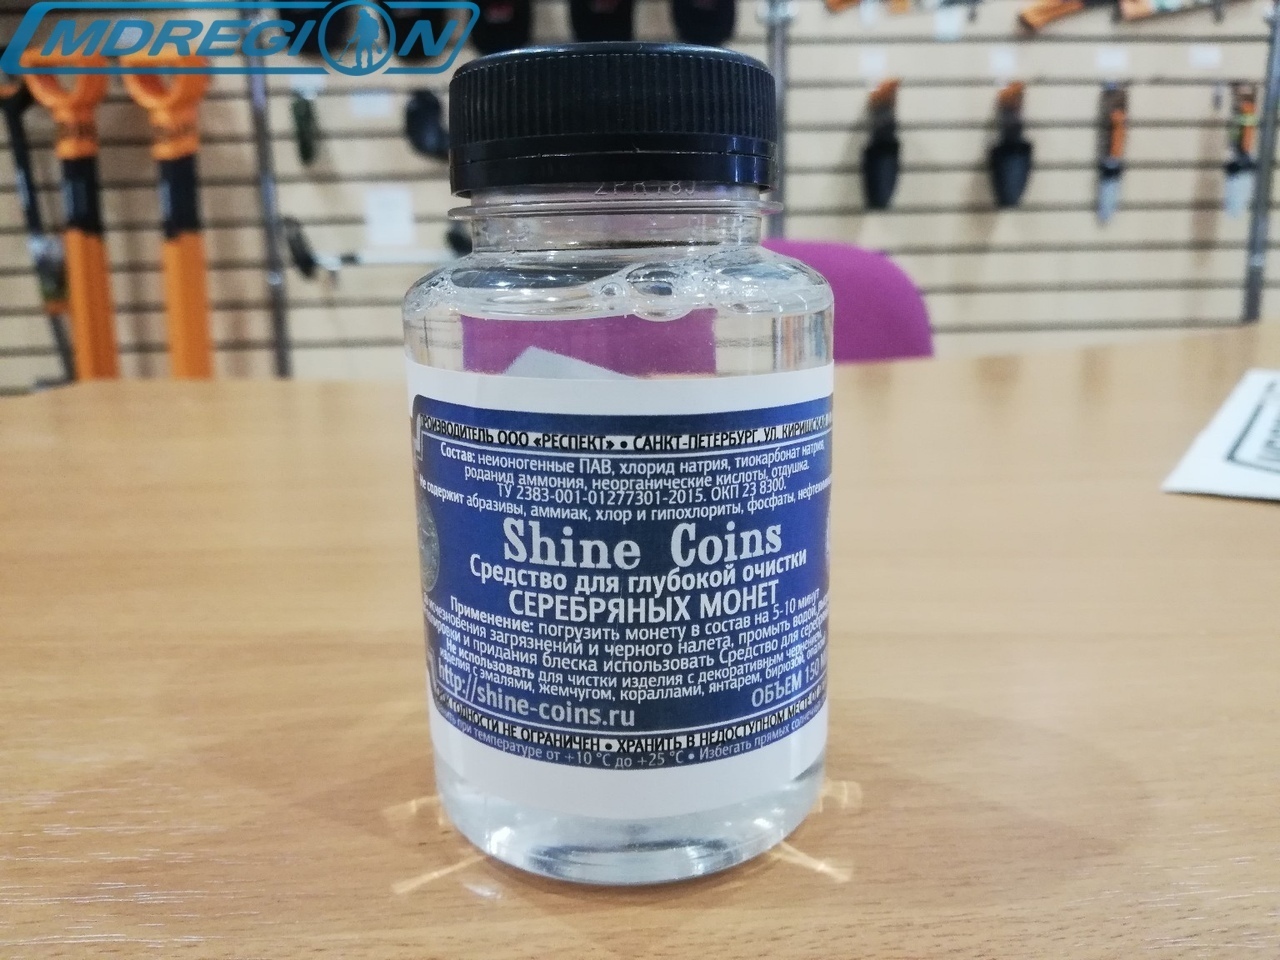 MDREGION
ПРОИЗВОДИТЕЛЬ ООО «РЕСПЕКТ» • САНКТ-ПЕТЕРБУРГ, УЛ. КИРИШСКАЯ
Состав: неионогенные ПАВ, хлорид натрия, тиокарбонат натрия,
роданид аммония, неорганические кислоты, отдушка.
ТУ 2383-001-01277301-2015. ОКП 23 8300.
Не содержит абразивы, аммиак, хлор и гипохлориты, фосфаты,
Shine Coins
Средство для глубокой очистки
СЕРЕБРЯНЫХ МОНЕТ
Применение: погрузить монету в состав на 5-10 минут
исчезновения загрязнений и черного налета, промыть водой,
и придания блеска использовать Средство для
Не использовать для чистки изделия с декоративным чернением,
изделия с эмалями, жемчугом, кораллами, янтарем, бирюзой,
http://shine-coins.ru
ОБЪЕМ 150
ГОДНОСТИ НЕ ОГРАНИЧЕН • ХРАНИТЬ В НЕДОСТУПНОМ МЕСТЕ
при температуре от +10 °C до +25 °C • Избегать прямых